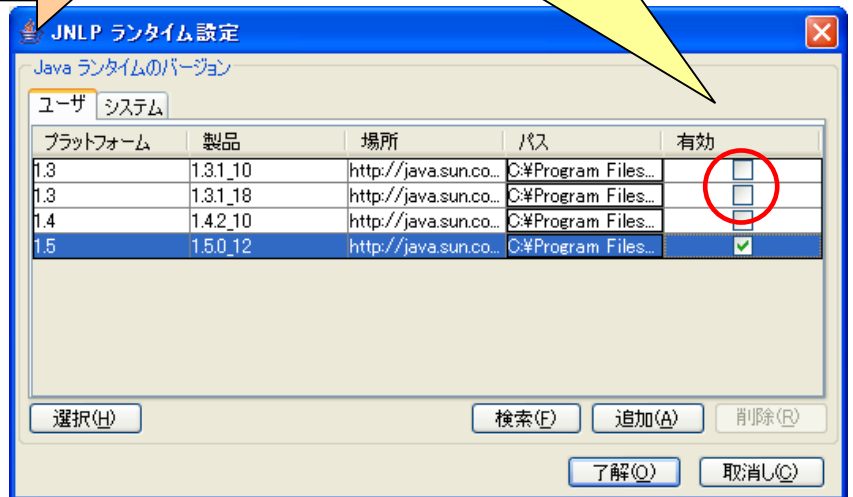 JNLP ランタイム設定
Java ランタイムのバージョン
ユーザ システム
プラットフォーム 製品 場所 パス 有効
1.3 1.3.1_10 http://java.sun.co... C:¥Program Files...
1.3 1.3.1_18 http://java.sun.co... C:¥Program Files...
1.4 1.4.2_10 http://java.sun.co... C:¥Program Files...
1.5 1.5.0_12 http://java.sun.co... C:¥Program Files...
選択(H) 検索(F) 追加(A) 削除(R)
了解(O) 取消し(C)